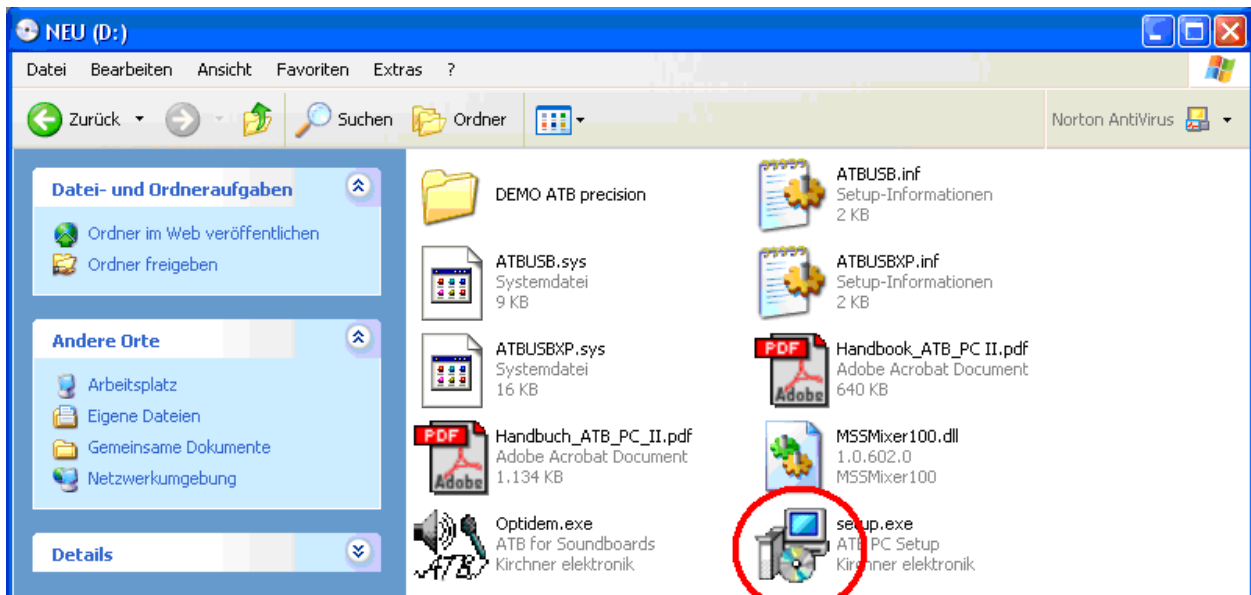 NEU (D:)
Datei Bearbeiten Ansicht Favoriten Extras ?
Zurück Suchen Ordner Norton AntiVirus
Datei- und Ordneraufgaben
Ordner im Web veröffentlichen
Ordner freigeben
Andere Orte
Arbeitsplatz
Eigene Dateien
Gemeinsame Dokumente
Netzwerkumgebung
Details
DEMO ATB precision
ATBUSB.inf
Setup-Informationen
2 KB
ATBUSB.sys
Systemdatei
9 KB
ATBUSBXP.inf
Setup-Informationen
2 KB
ATBUSBXP.sys
Systemdatei
16 KB
PDF
Adobe
Handbook_ATB_PC II.pdf
Adobe Acrobat Document
640 KB
PDF
Adobe
Handbuch_ATB_PC_II.pdf
Adobe Acrobat Document
1.134 KB
MSSMixer100.dll
1.0.602.0
MSSMixer100
ATB
Optidem.exe
ATB for Soundboards
Kirchner elektronik
setup.exe
ATB PC Setup
Kirchner elektronik